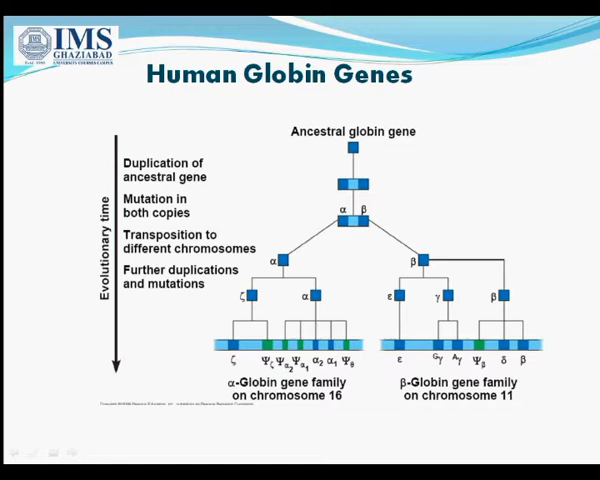 IMS
GHAZIABAD
UNIVERSITY COURSES CAMPUS
Human Globin Genes
Ancestral globin gene
Evolutionary time
Duplication of
ancestral gene
Mutation in
both copies
Transposition to
different chromosomes
Further duplications
and mutations
α β
α β
ζ α ε γ β
ζ Ψζ Ψα2 Ψα1 α2 α1 Ψθ ε Gγ Aγ Ψβ δ β
α-Globin gene family
on chromosome 16
β-Globin gene family
on chromosome 11